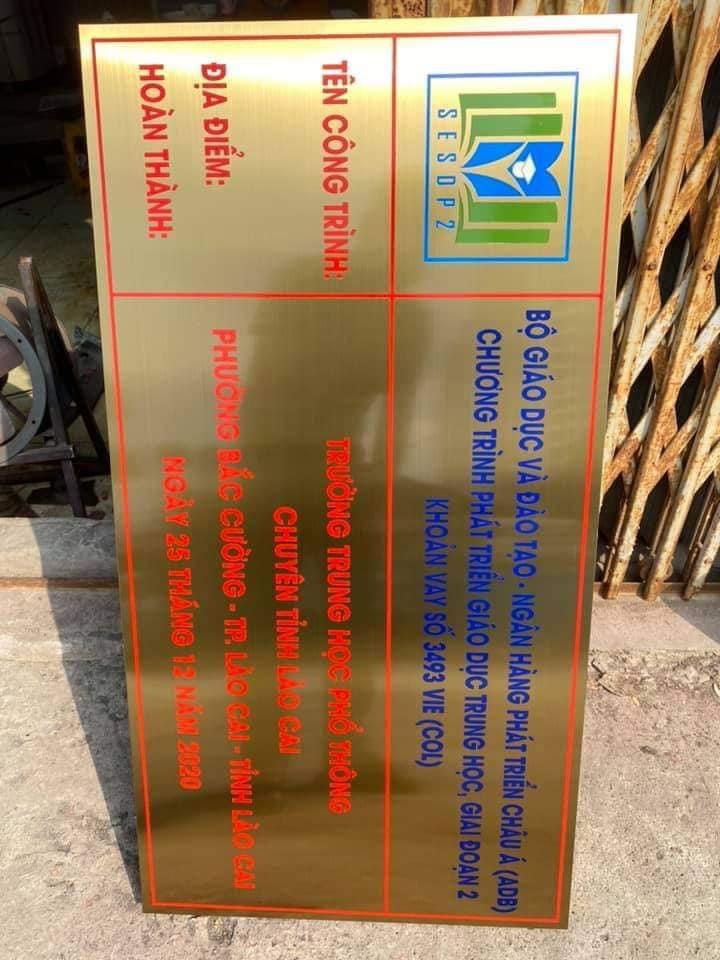 SESDP2
BỘ GIÁO DỤC VÀ ĐÀO TẠO - NGÂN HÀNG PHÁT TRIỂN CHÂU Á (ADB)
CHƯƠNG TRÌNH PHÁT TRIỂN GIÁO DỤC TRUNG HỌC, GIAI ĐOẠN 2
KHOẢN VAY SỐ 3493 VIE (COL)
TÊN CÔNG TRÌNH:
TRƯỜNG TRUNG HỌC PHỔ THÔNG
CHUYÊN TỈNH LÀO CAI
ĐỊA ĐIỂM:
PHƯỜNG BẮC CƯỜNG - TP. LÀO CAI - TỈNH LÀO CAI
HOÀN THÀNH:
NGÀY 25 THÁNG 12 NĂM 2020